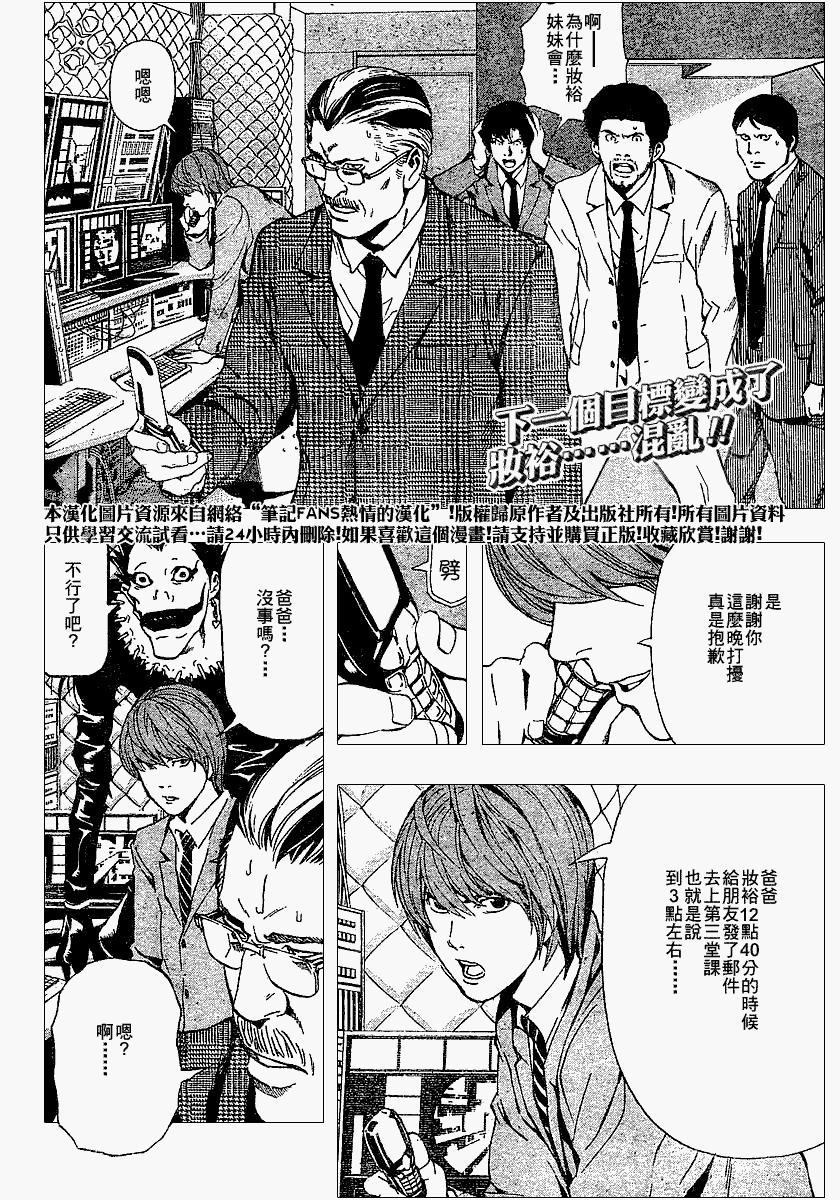 啊──
為什麼妝裕
妹妹會…
嗯嗯
下一個目標變成了
妝裕……混亂!!
本漢化圖片資源來自網絡“筆記FANS熱情的漢化”!版權歸原作者及出版社所有!所有圖片資料
只供學習交流試看…請24小時內刪除!如果喜歡這個漫畫!請支持並購買正版!收藏欣賞!謝謝!
是
謝謝你
這麼晚打擾
真是抱歉
劈
爸爸…
沒事嗎?…
不行了吧?
爸爸
妝裕12點40分的時候
給朋友發了郵件
去上第三堂課
也就是說
到3點左右……
嗯?
啊……